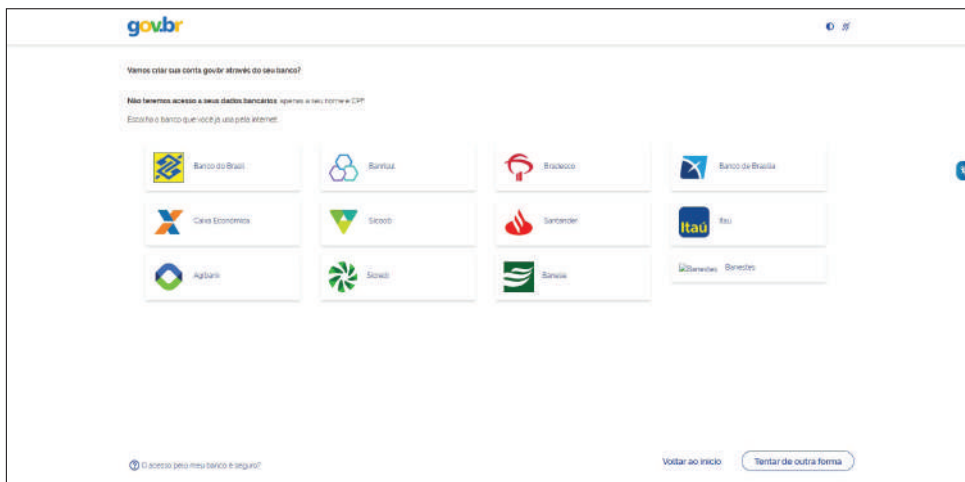 gov.br
Vamos criar sua conta gov.br através do seu banco?
Não teremos acesso a seus dados bancários, apenas a seu nome e CPF
Escolha o banco que você já usa pela internet
Banco do Brasil
Banrisul
Bradesco
Banco de Brasília
Caixa Econômica
Sicoob
Santander
Itaú Itaú
Agibank
Sicredi
Banese
Banestes Banestes
O acesso pelo meu banco é seguro?
Voltar ao início
Tentar de outra forma